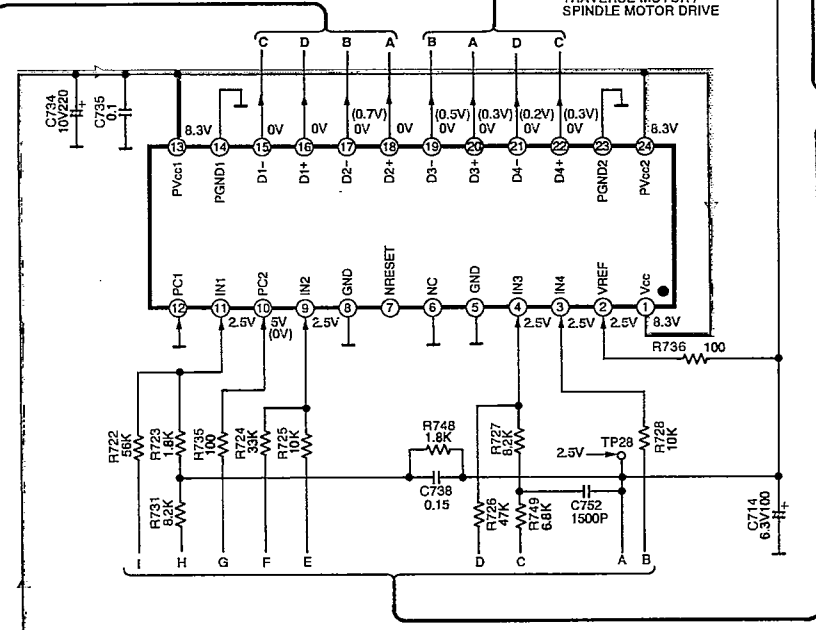 TRAVERSE MOTOR /
SPINDLE MOTOR DRIVE
C D B A B A D C
C734
10V220
+
C735
0.1
(0.7V) (0.5V) (0.3V) (0.2V) (0.3V)
8.3V 0V 0V 0V 0V 0V 0V 0V 0V 8.3V
13 14 15 16 17 18 19 20 21 22 23 24
PVcc1
PGND1
D1-
D1+
D2-
D2+
D3-
D3+
D4-
D4+
PGND2
PVcc2
PC1
IN1
PC2
IN2
GND
NRESET
NC
GND
IN3
IN4
VREF
Vcc
12 11 10 9 8 7 6 5 4 3 2 1
2.5V 5V 2.5V 2.5V 2.5V 2.5V 8.3V
(0V)
R736 100
R722
56K
R723
1.8K
R735
100
R724
33K
R725
10K
R748
1.8K
R727
8.2K
R728
10K
2.5V
TP28
C738
0.15
R731
8.2K
R726
47K
R749
6.8K
C752
1500P
C714
6.3V100
+
I H G F E D C A B